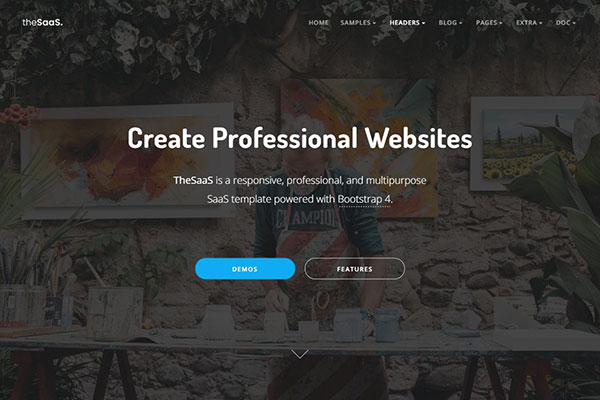 theSaaS.
HOME SAMPLES HEADERS BLOG PAGES EXTRA DOC
Create Professional Websites
TheSaaS is a responsive, professional, and multipurpose
SaaS template powered with Bootstrap 4.
CHAMPION
DEMOS FEATURES